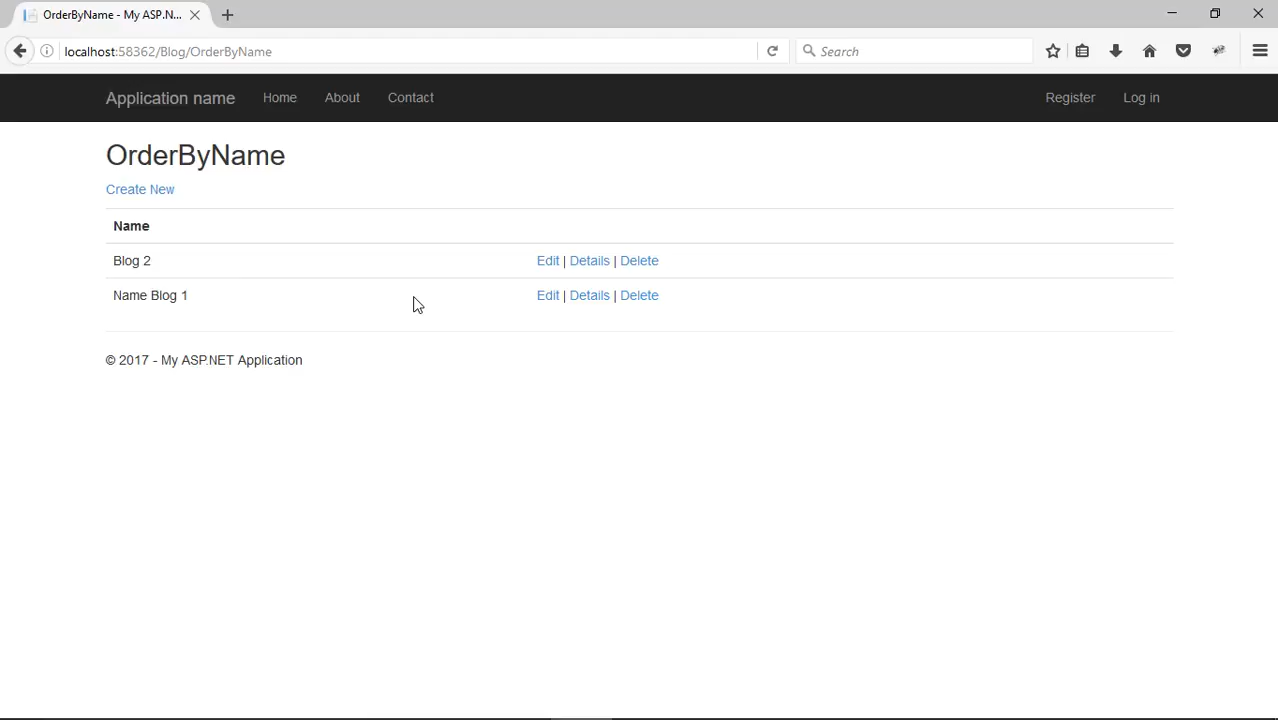 OrderByName - My ASP.N...
localhost:58362/Blog/OrderByName
Search
Application name Home About Contact Register Log in
OrderByName
Create New
Name
Blog 2 Edit | Details | Delete
Name Blog 1 Edit | Details | Delete
© 2017 - My ASP.NET Application